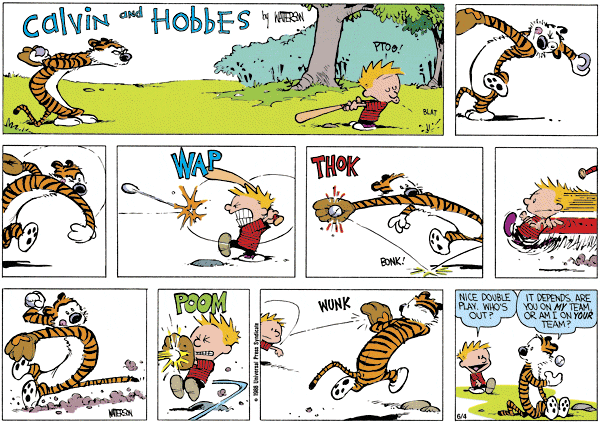 calvin and HobbEs by WATTERSON
PTOO!
BLAT
WAP
THOK
BONK!
POOM
WUNK
NICE DOUBLE
PLAY. WHO'S
OUT?
IT DEPENDS. ARE
YOU ON MY TEAM,
OR AM I ON YOUR
TEAM?
WATTERSON
© 1988 Universal Press Syndicate
6/4